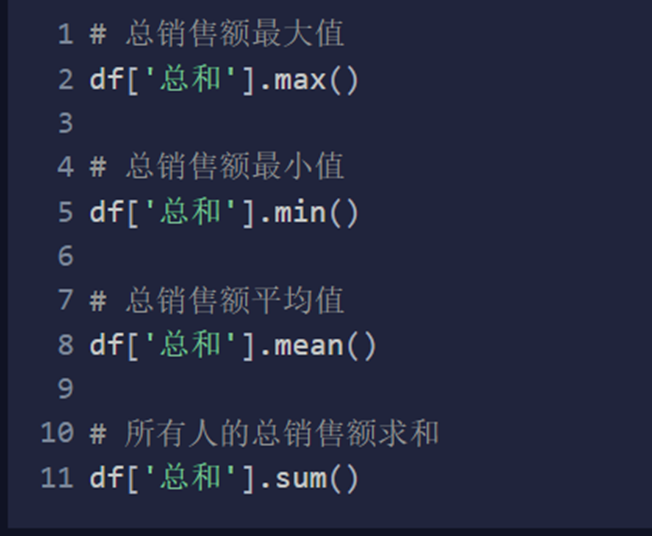 1 # 总销售额最大值
2 df['总和'].max()
3
4 # 总销售额最小值
5 df['总和'].min()
6
7 # 总销售额平均值
8 df['总和'].mean()
9
10 # 所有人的总销售额求和
11 df['总和'].sum()